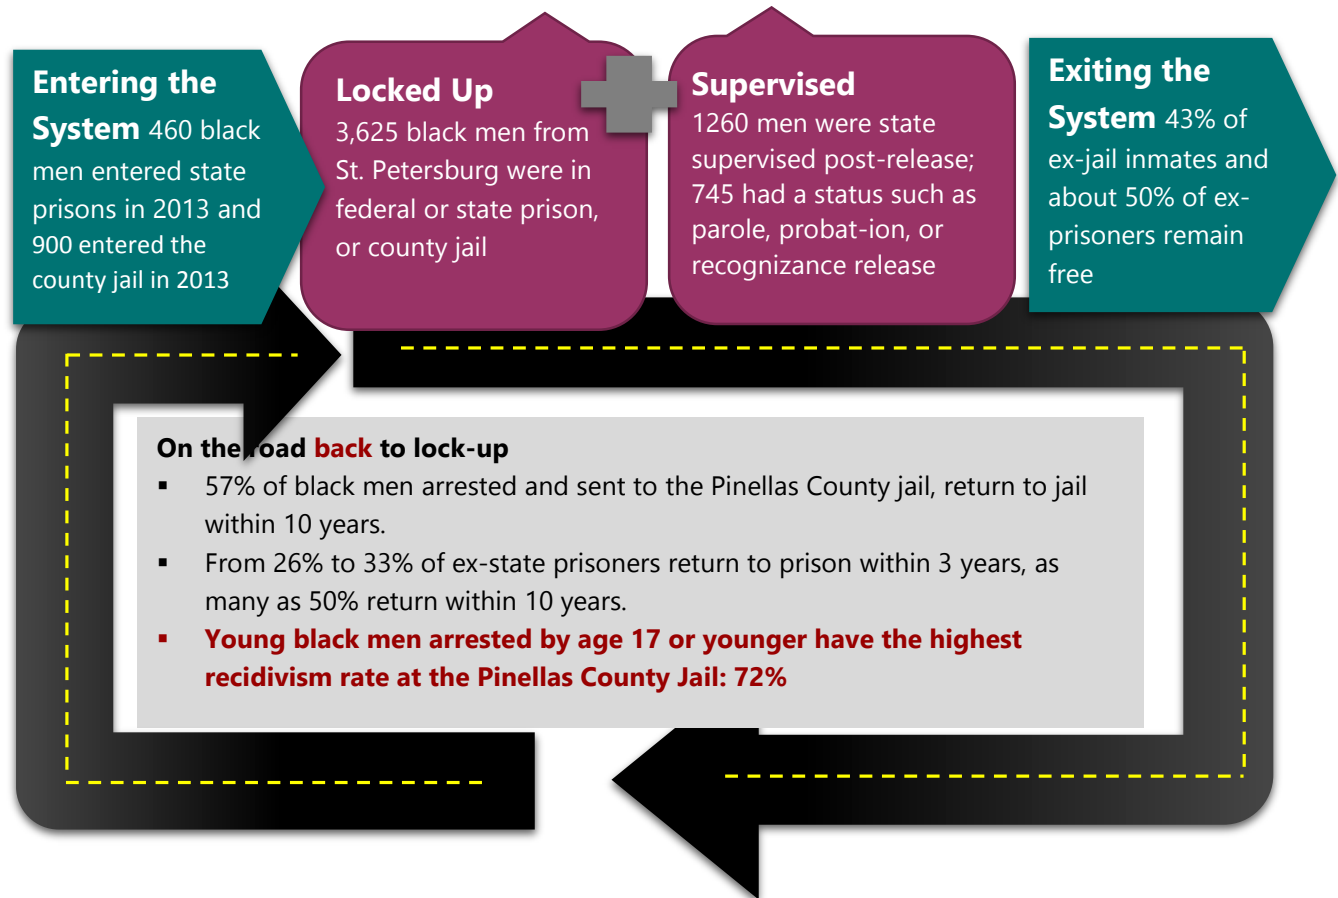 Entering the
System 460 black
men entered state
prisons in 2013 and
900 entered the
county jail in 2013
Locked Up
3,625 black men from
St. Petersburg were in
federal or state prison,
or county jail
Supervised
1260 men were state
supervised post-release;
745 had a status such as
parole, probat-ion, or
recognizance release
Exiting the
System 43% of
ex-jail inmates and
about 50% of ex-
prisoners remain
free
On the road back to lock-up
▪ 57% of black men arrested and sent to the Pinellas County jail, return to jail
within 10 years.
▪ From 26% to 33% of ex-state prisoners return to prison within 3 years, as
many as 50% return within 10 years.
▪ Young black men arrested by age 17 or younger have the highest
recidivism rate at the Pinellas County Jail: 72%